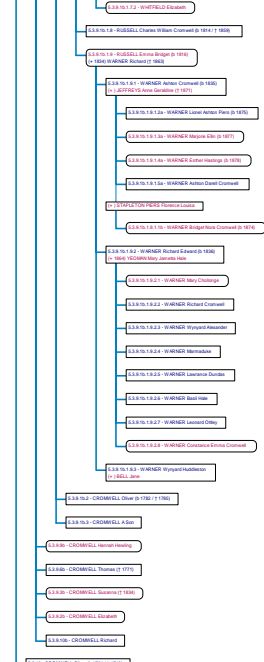 5.3.9.1b.1.7.2 - WHITFIELD Elizabeth
5.3.9.1b.1.8 - RUSSELL Charles William Cromwell (b 1814 / † 1859)
5.3.9.1b.1.9 - RUSSELL Emma Bridget (b 1816)
(+ 1834) WARNER Richard († 1863)
5.3.9.1b.1.9.1 - WARNER Ashton Cromwell (b 1835)
(+ ) JEFFREYS Anna Geraldine († 1871)
5.3.9.1b.1.9.1.2a - WARNER Lionel Ashton Piers (b 1875)
5.3.9.1b.1.9.1.3a - WARNER Marjorie Ellin (b 1877)
5.3.9.1b.1.9.1.4a - WARNER Esther Hastings (b 1878)
5.3.9.1b.1.9.1.5a - WARNER Ashton Darell Cromwell
(+ ) STAPLETON PIERS Florence Louisa
5.3.9.1b.1.9.1.1b - WARNER Bridget Nora Cromwell (b 1874)
5.3.9.1b.1.9.2 - WARNER Richard Edward (b 1836)
(+ 1864) YEOMAN Mary Jannetta Hale
5.3.9.1b.1.9.2.1 - WARNER Mary Challenge
5.3.9.1b.1.9.2.2 - WARNER Richard Cromwell
5.3.9.1b.1.9.2.3 - WARNER Wynyard Alexander
5.3.9.1b.1.9.2.4 - WARNER Marmaduke
5.3.9.1b.1.9.2.5 - WARNER Lawrance Dundas
5.3.9.1b.1.9.2.6 - WARNER Basil Hale
5.3.9.1b.1.9.2.7 - WARNER Leonard Ottley
5.3.9.1b.1.9.2.8 - WARNER Constance Emma Cromwell
5.3.9.1b.1.9.3 - WARNER Wynyard Huddleston
(+ ) BELL Jane
5.3.9.1b.2 - CROMWELL Oliver (b 1782 / † 1785)
5.3.9.1b.3 - CROMWELL A Son
5.3.9.8b - CROMWELL Hannah Hewling
5.3.9.6b - CROMWELL Thomas († 1771)
5.3.9.3b - CROMWELL Susanna († 1834)
5.3.9.2b - CROMWELL Elizabeth
5.3.9.10b - CROMWELL Richard